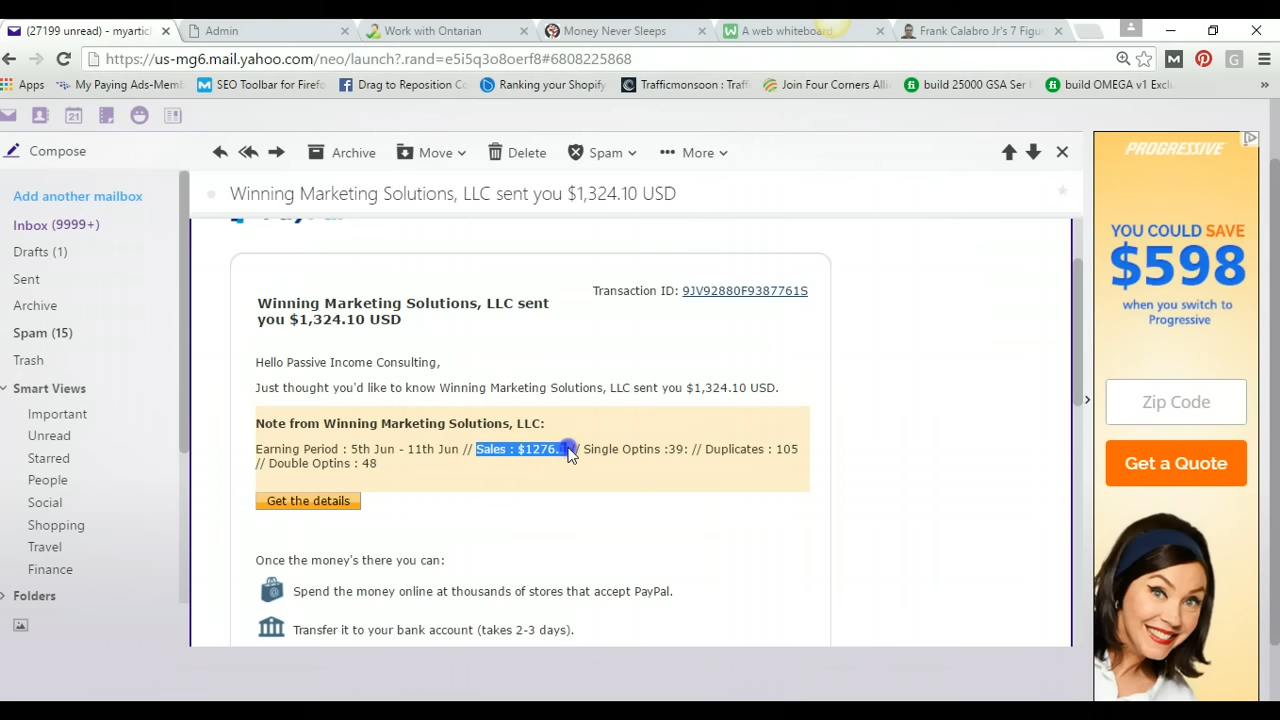 (27199 unread) - myarticl
Admin
Work with Ontarian
Money Never Sleeps
A web whiteboard
Frank Calabro Jr's 7 Figu
https://us-mg6.mail.yahoo.com/neo/launch?.rand=e5i5q3o8serf8#6808225868
Apps
My Paying Ads-Memb
SEO Toolbar for Firefo
Drag to Reposition Co
Ranking your Shopify
Trafficmonsoon : Traff
Join Four Corners Alli
build 25000 GSA Ser
build OMEGA v1 Excl
»
21
Compose
Archive
Move
Delete
Spam
More
Add another mailbox
Inbox (9999+)
Drafts (1)
Sent
Archive
Spam (15)
Trash
Smart Views
Important
Unread
Starred
People
Social
Shopping
Travel
Finance
Folders
Winning Marketing Solutions, LLC sent you $1,324.10 USD
Transaction ID: 9JV92880F9387761S
Winning Marketing Solutions, LLC sent
you $1,324.10 USD
Hello Passive Income Consulting,
Just thought you'd like to know Winning Marketing Solutions, LLC sent you $1,324.10 USD.
Note from Winning Marketing Solutions, LLC:
Earning Period : 5th Jun - 11th Jun // Sales : $1276. // Single Optins :39: // Duplicates : 105
// Double Optins : 48
Get the details
Once the money's there you can:
Spend the money online at thousands of stores that accept PayPal.
Transfer it to your bank account (takes 2-3 days).
PROGRESSIVE
YOU COULD SAVE
$598
when you switch to
Progressive
Zip Code
Get a Quote